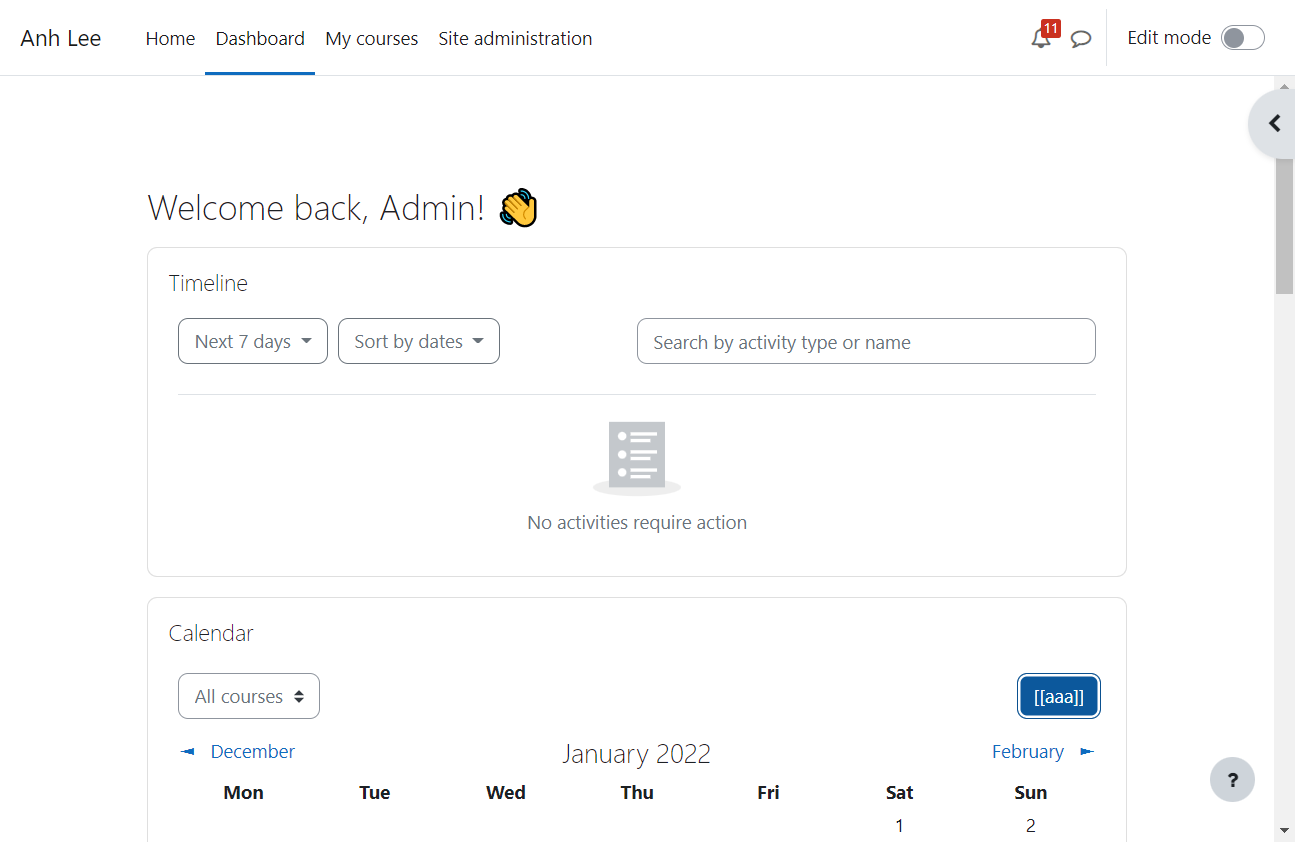 Anh Lee Home Dashboard My courses Site administration 11 Edit mode
Welcome back, Admin!
Timeline
Next 7 days Sort by dates Search by activity type or name
No activities require action
Calendar
All courses [[aaa]]
December January 2022 February
Mon Tue Wed Thu Fri Sat Sun
1 2
?